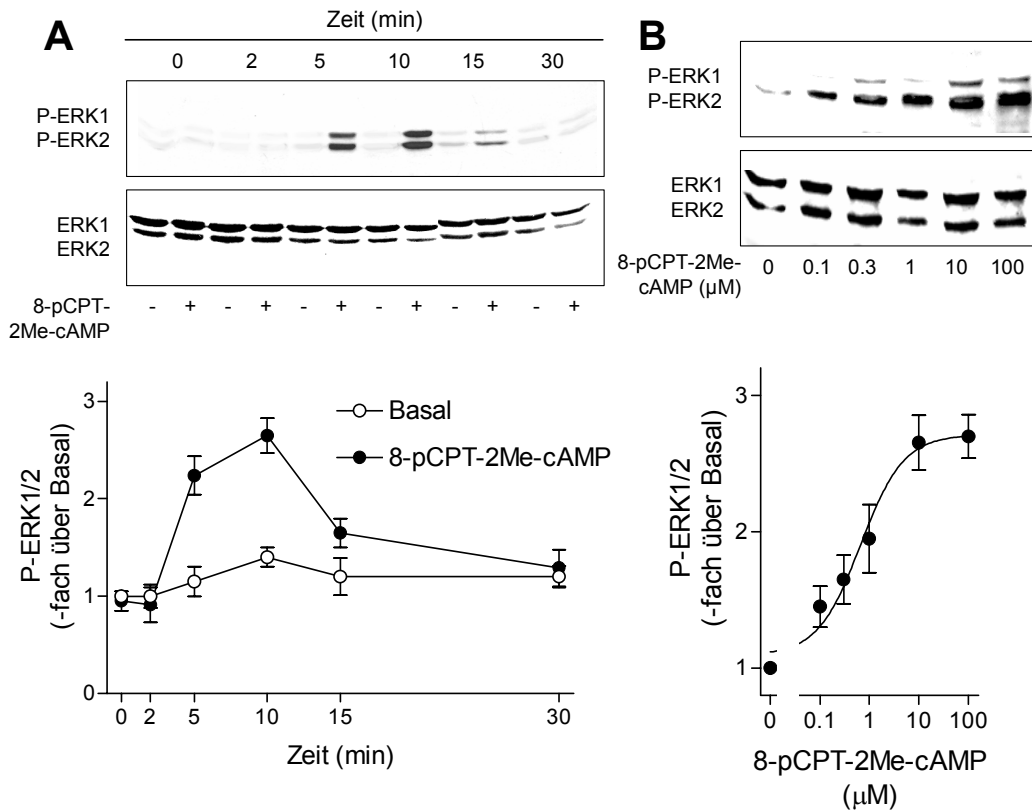 A
Zeit (min)
0 2 5 10 15 30
P-ERK1
P-ERK2
ERK1
ERK2
8-pCPT-
2Me-cAMP
- + - + - + - + - + - +
P-ERK1/2
(-fach über Basal)
3
2
1
0
Basal
8-pCPT-2Me-cAMP
0 2 5 10 15 30
Zeit (min)
B
P-ERK1
P-ERK2
ERK1
ERK2
8-pCPT-2Me-
cAMP (µM)
0 0.1 0.3 1 10 100
P-ERK1/2
(-fach über Basal)
3
2
1
0 0.1 1 10 100
8-pCPT-2Me-cAMP
(µM)